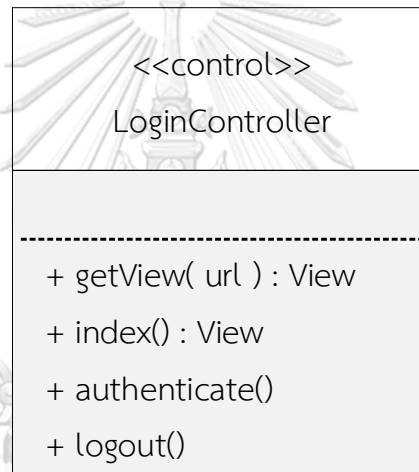 <<control>>
LoginController
+ getView( url ) : View
+ index() : View
+ authenticate()
+ logout()